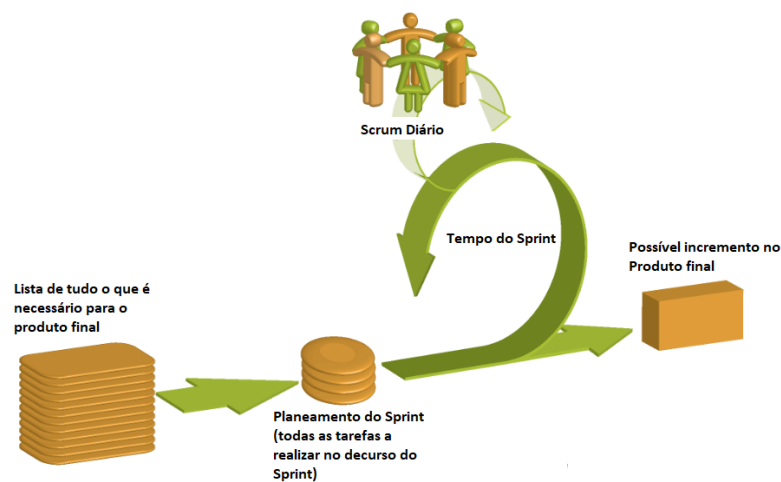 Scrum Diário
Tempo do Sprint
Possível incremento no
Produto final
Lista de tudo o que é
necessário para o
produto final
Planeamento do Sprint
(todas as tarefas a
realizar no decurso do
Sprint)